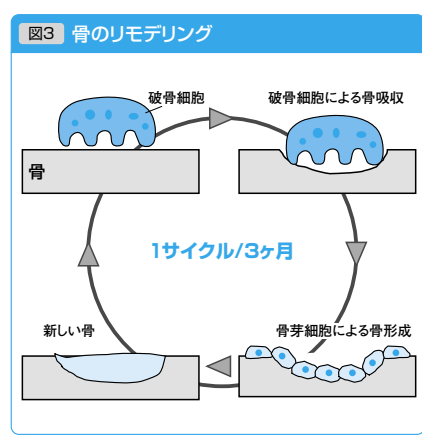 図3 骨のリモデリング
破骨細胞
破骨細胞による骨吸収
骨
1サイクル/3ヶ月
新しい骨
骨芽細胞による骨形成